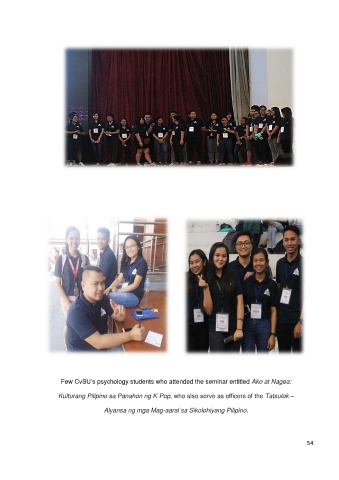 Few CvSU's psychology students who attended the seminar entitled Ako at Nagea:
Kulturang Pilipino sa Panahon ng K-Pop, who also serve as officers of the Tatsulok –
Alyansa ng mga Mag-aaral sa Sikolohiyang Pilipino.
54